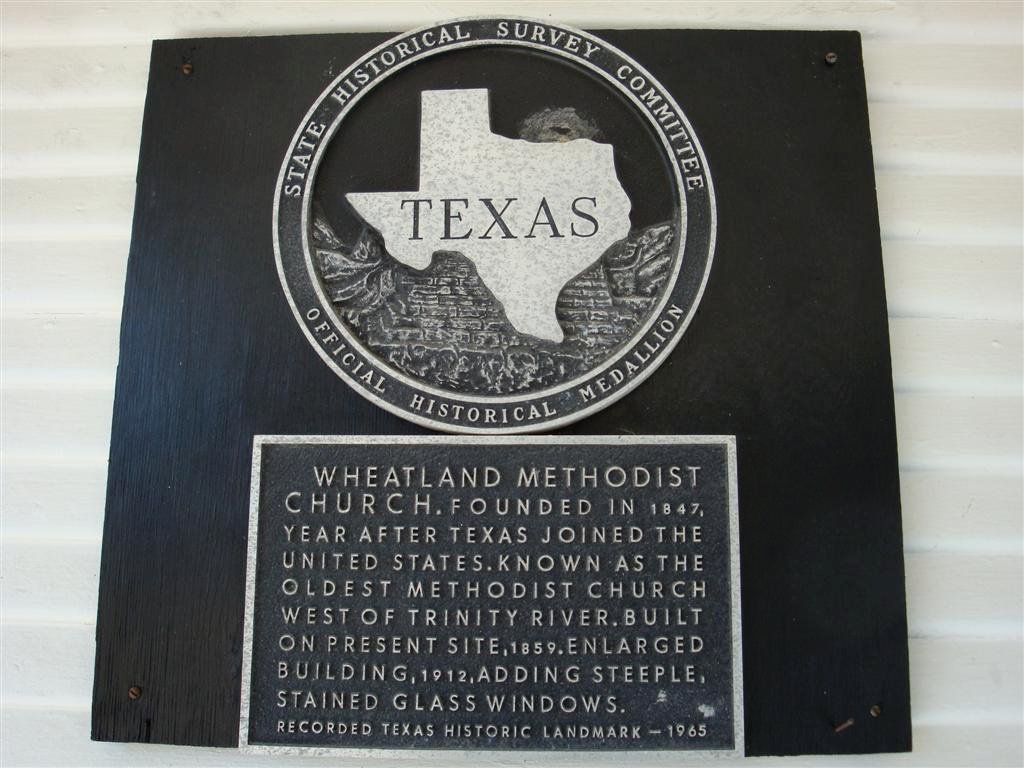 STATE HISTORICAL SURVEY COMMITTEE
TEXAS
OFFICIAL HISTORICAL MEDALLION
WHEATLAND METHODIST
CHURCH. FOUNDED IN 1847,
YEAR AFTER TEXAS JOINED THE
UNITED STATES. KNOWN AS THE
OLDEST METHODIST CHURCH
WEST OF TRINITY RIVER. BUILT
ON PRESENT SITE, 1859. ENLARGED
BUILDING, 1912, ADDING STEEPLE,
STAINED GLASS WINDOWS.
RECORDED TEXAS HISTORIC LANDMARK — 1965